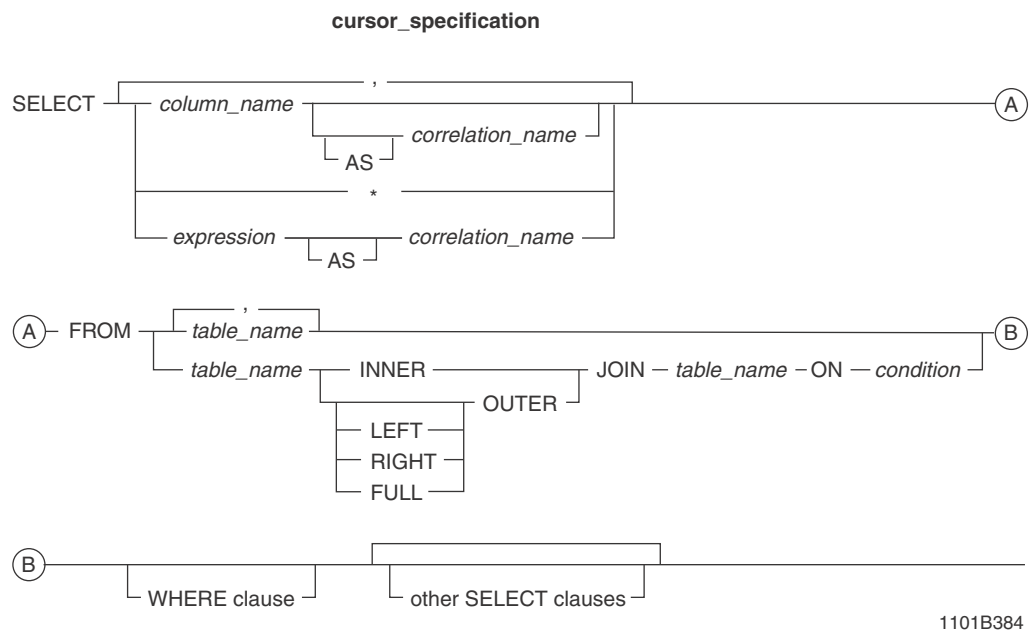 cursor_specification
,
SELECT column_name A
correlation_name
AS
*
expression correlation_name
AS
,
A FROM table_name B
table_name INNER JOIN table_name ON condition
OUTER
LEFT
RIGHT
FULL
B
WHERE clause other SELECT clauses
1101B384